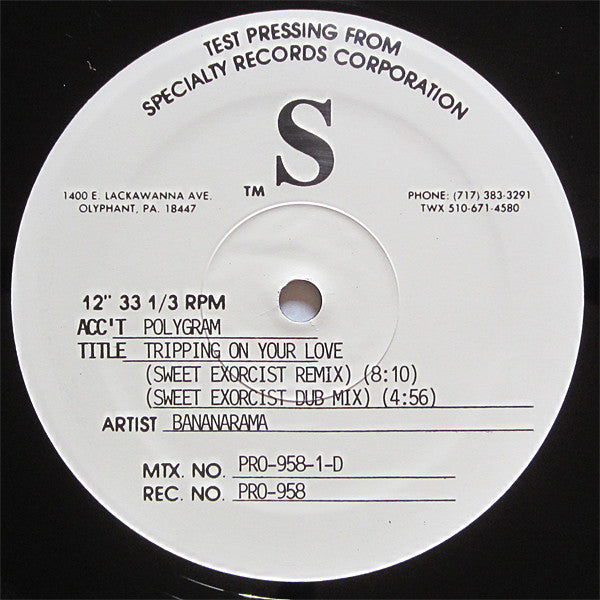 TEST PRESSING FROM
SPECIALTY RECORDS CORPORATION
S
TM
1400 E. LACKAWANNA AVE.
OLYPHANT, PA. 18447
PHONE: (717) 383-3291
TWX 510-671-4580
12" 33 1/3 RPM
ACC'T POLYGRAM
TITLE TRIPPING ON YOUR LOVE
(SWEET EXORCIST REMIX) (8:10)
(SWEET EXORCIST DUB MIX) (4:56)
ARTIST BANANARAMA
MTX. NO. PRO-958-1-D
REC. NO. PRO-958